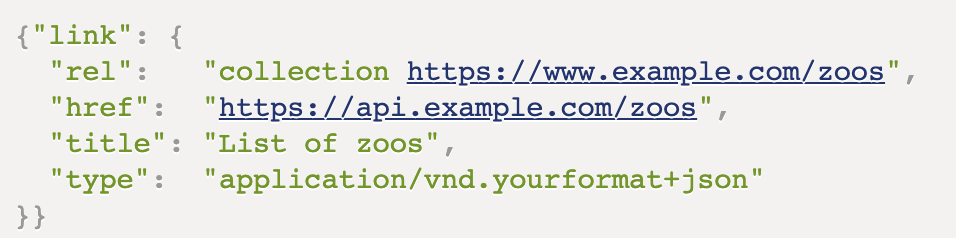 {"link": {
  "rel":   "collection https://www.example.com/zoos",
  "href":  "https://api.example.com/zoos",
  "title": "List of zoos",
  "type":  "application/vnd.yourformat+json"
}}